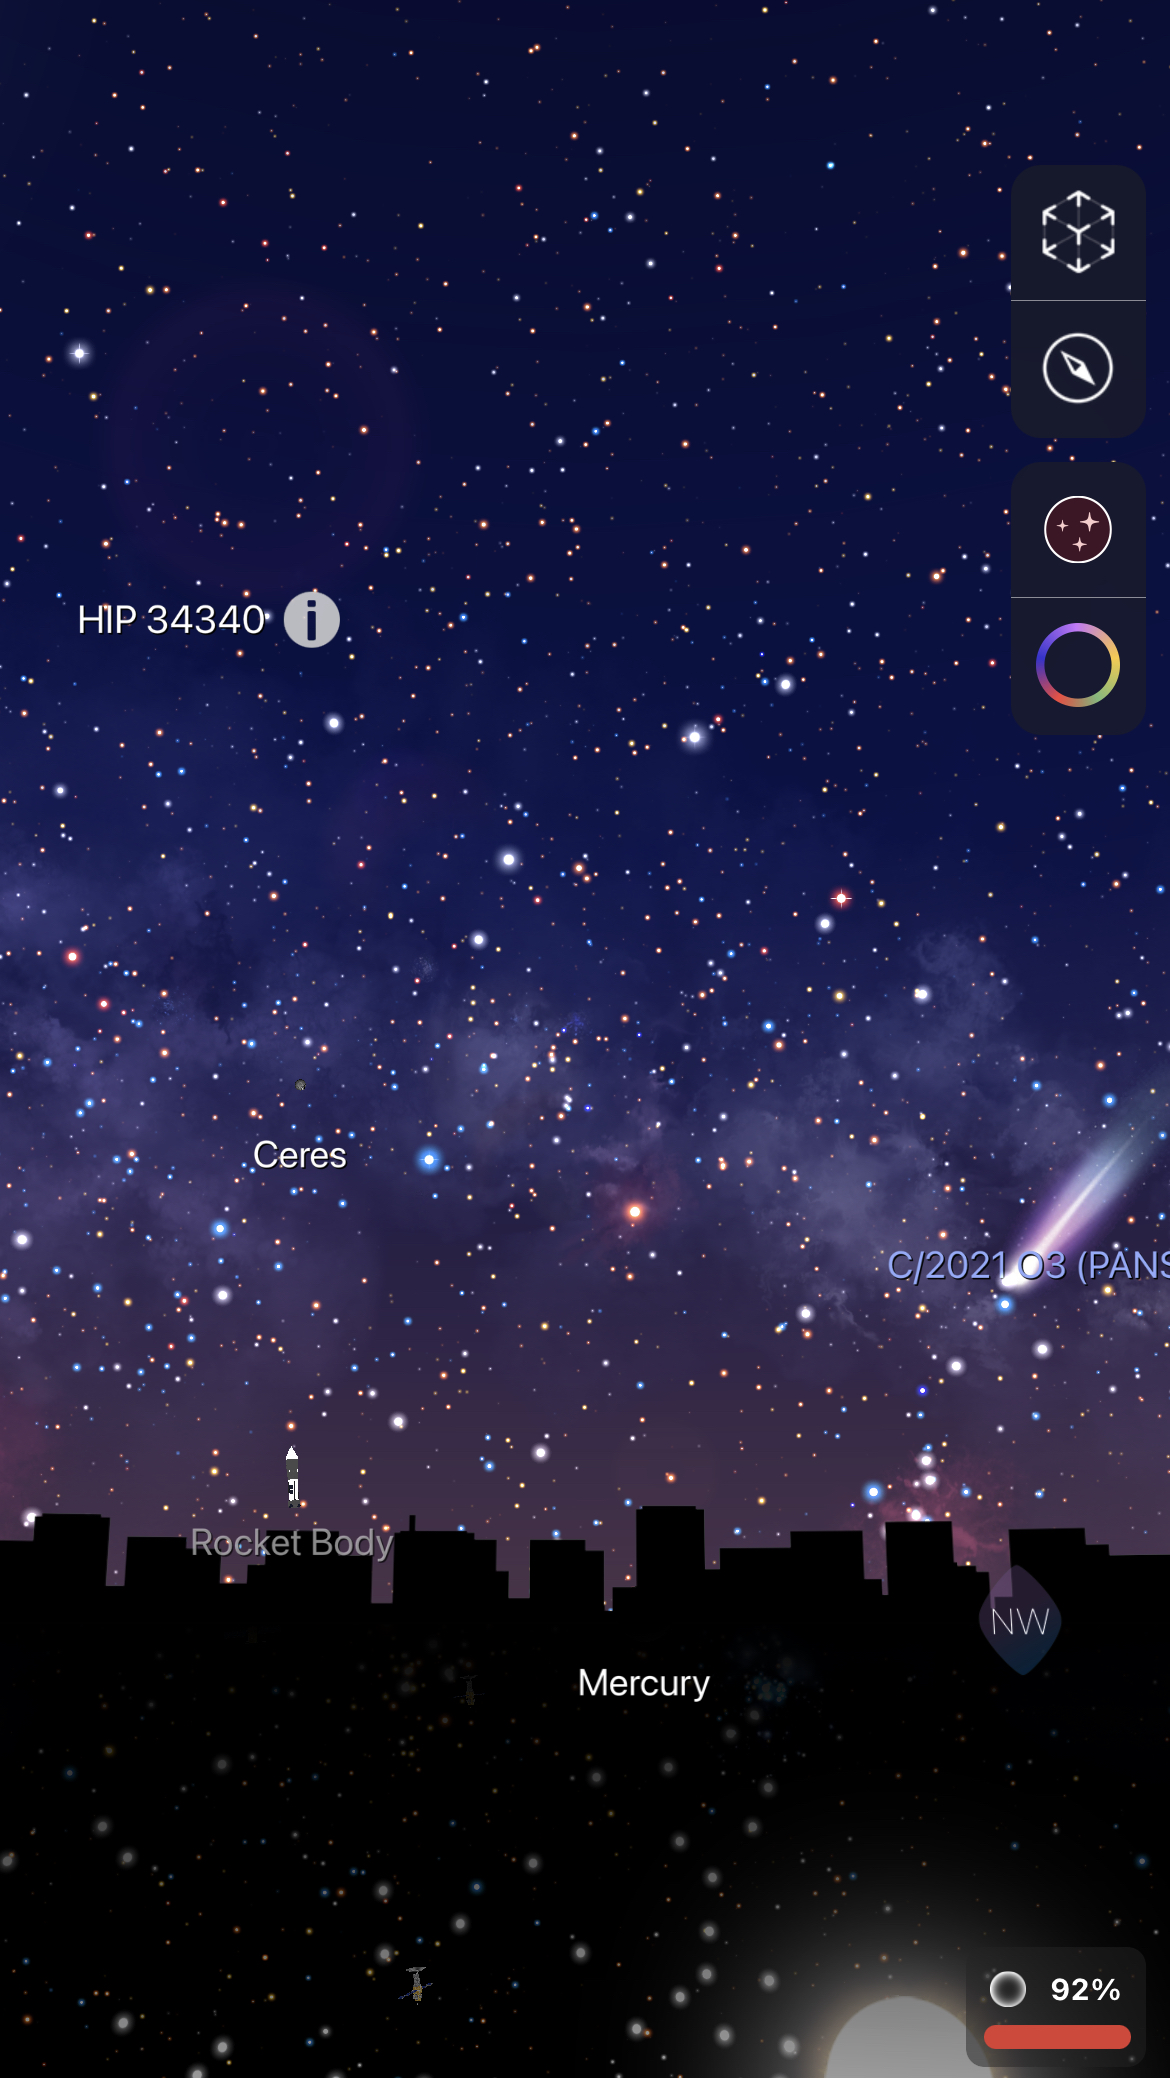 HIP 34340
i
Ceres
C/2021 O3 (PANS
Rocket Body
NW
Mercury
92%